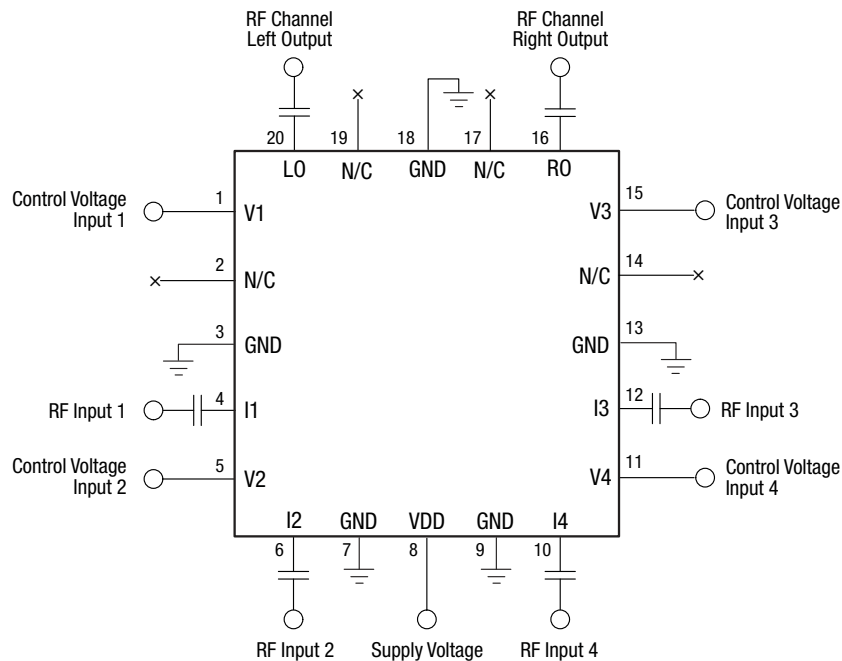 RF Channel
Left Output
RF Channel
Right Output
20
19
18
17
16
LO
N/C
GND
N/C
RO
Control Voltage
Input 1
1
V1
V3
15
Control Voltage
Input 3
2
N/C
N/C
14
3
GND
GND
13
RF Input 1
4
I1
I3
12
RF Input 3
Control Voltage
Input 2
5
V2
V4
11
Control Voltage
Input 4
I2
GND
VDD
GND
I4
6
7
8
9
10
RF Input 2
Supply Voltage
RF Input 4